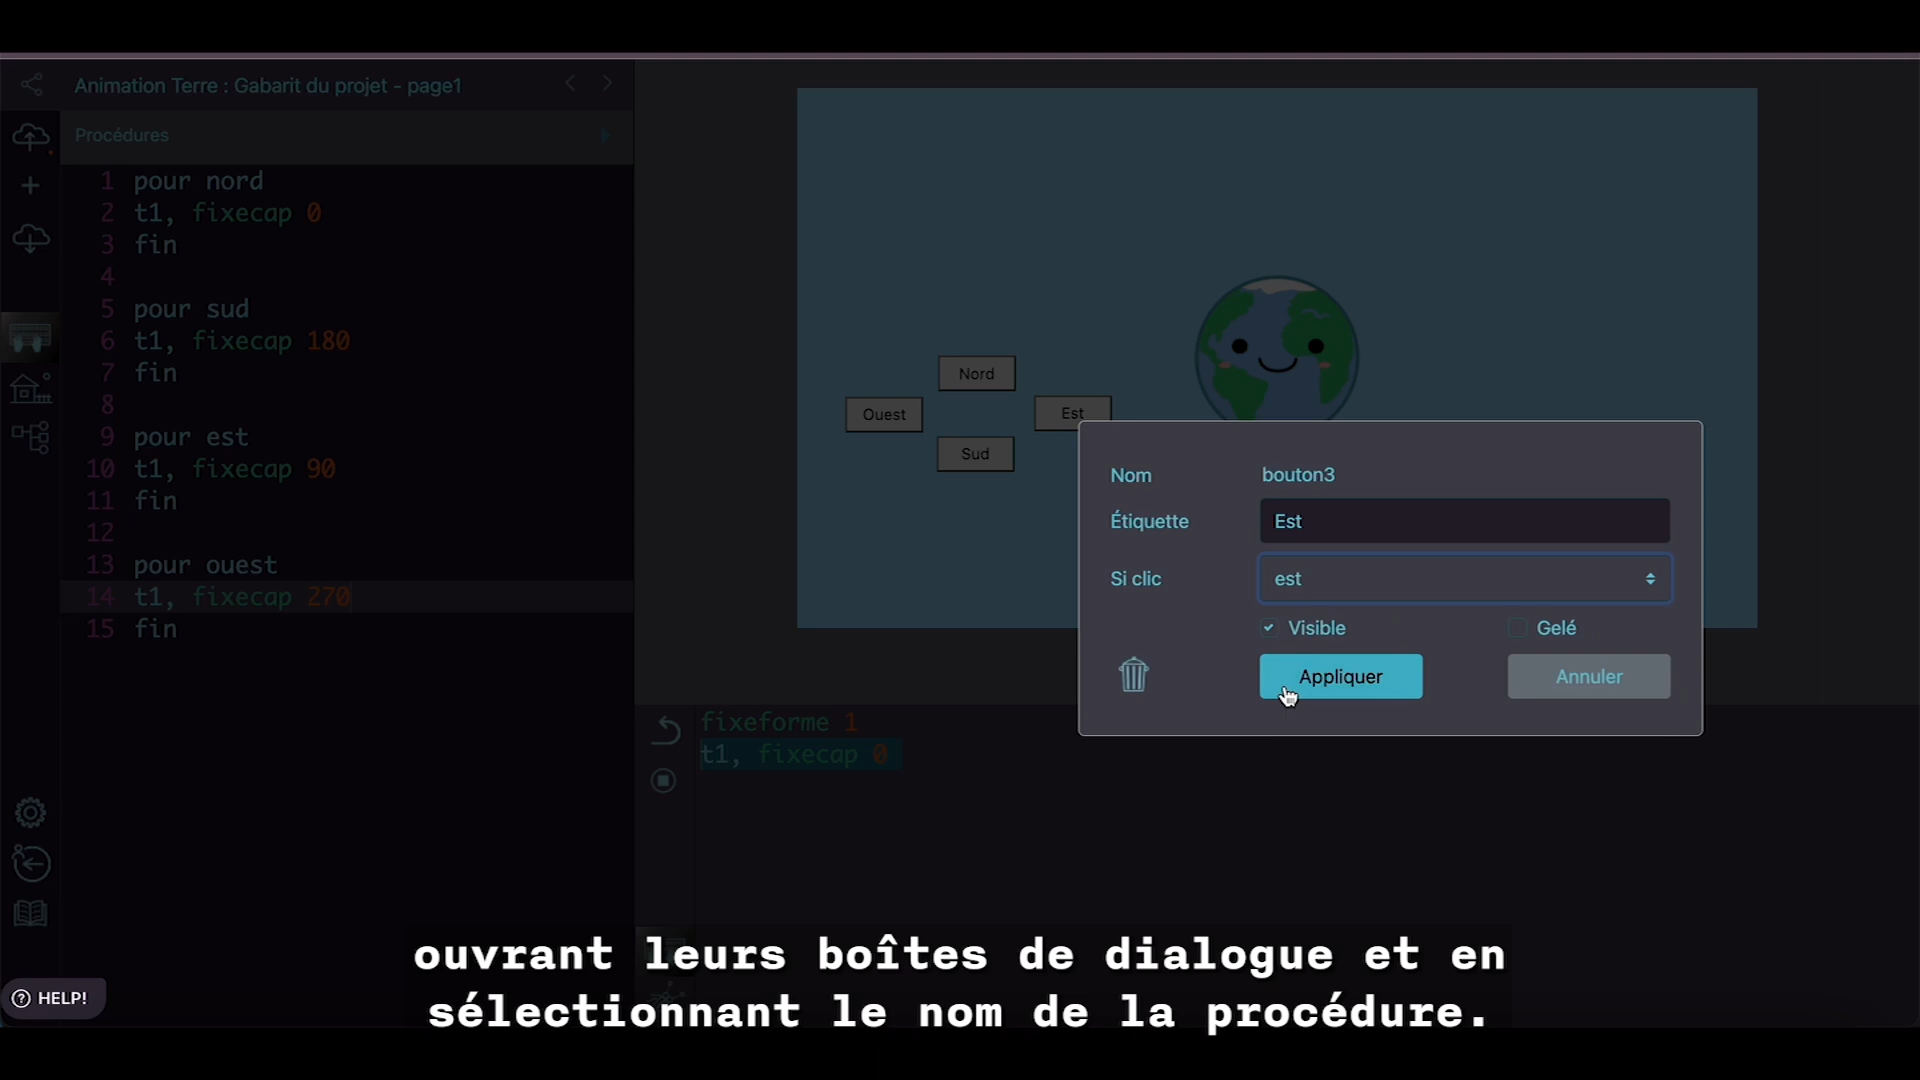 Animation Terre : Gabarit du projet - page1
Procédures
1 pour nord
2 t1, fixecap 0
3 fin
4
5 pour sud
6 t1, fixecap 180
7 fin
8
9 pour est
10 t1, fixecap 90
11 fin
12
13 pour ouest
14 t1, fixecap 270
15 fin
Nord
Ouest
Est
Sud
Nom bouton3
Étiquette Est
Si clic est
Visible Gelé
Appliquer Annuler
fixeforme 1
t1, fixecap 0
HELP!
ouvrant leurs boîtes de dialogue et en
sélectionnant le nom de la procédure.